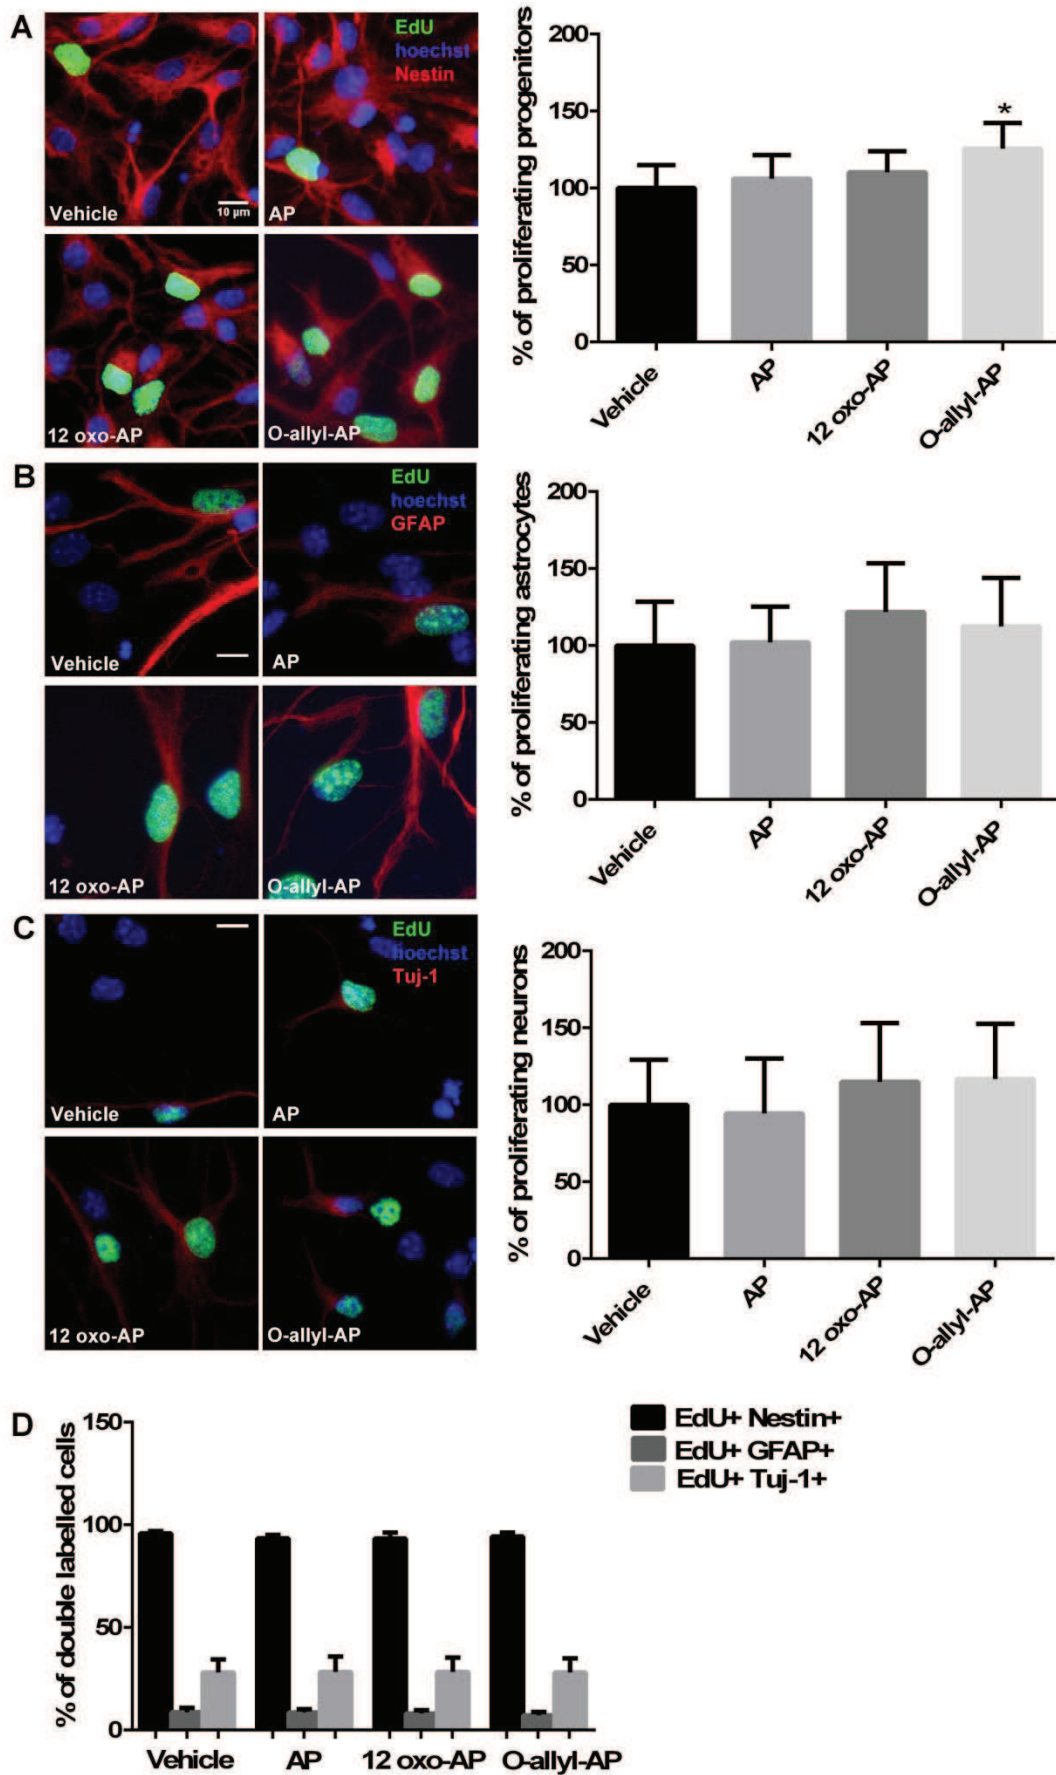 A
EdU
hoechst
Nestin
Vehicle
10 µm
AP
12 oxo-AP
O-allyl-AP
% of proliferating progenitors
200
150
100
50
0
*
Vehicle
AP
12 oxo-AP
O-allyl-AP
B
EdU
hoechst
GFAP
Vehicle
AP
12 oxo-AP
O-allyl-AP
% of proliferating astrocytes
200
150
100
50
0
Vehicle
AP
12 oxo-AP
O-allyl-AP
C
EdU
hoechst
Tuj-1
Vehicle
AP
12 oxo-AP
O-allyl-AP
% of proliferating neurons
200
150
100
50
0
Vehicle
AP
12 oxo-AP
O-allyl-AP
D
% of double labelled cells
150
100
50
0
Vehicle
AP
12 oxo-AP
O-allyl-AP
EdU+ Nestin+
EdU+ GFAP+
EdU+ Tuj-1+